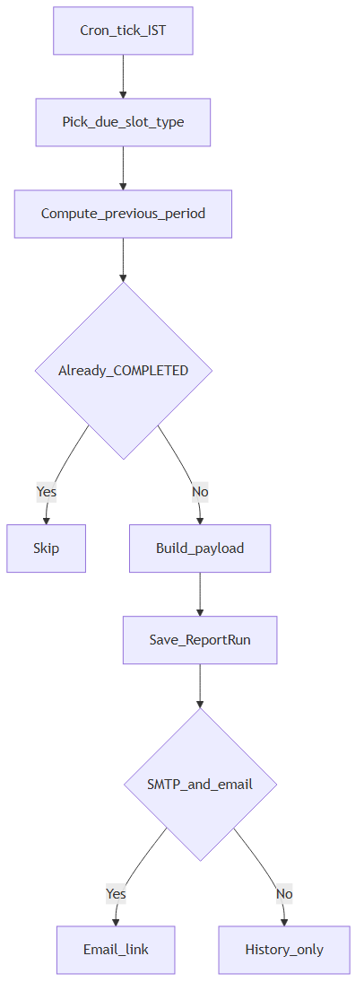 Cron_tick_IST
Pick_due_slot_type
Compute_previous_period
Already_COMPLETED
Yes
No
Skip
Build_payload
Save_ReportRun
SMTP_and_email
Yes
No
Email_link
History_only